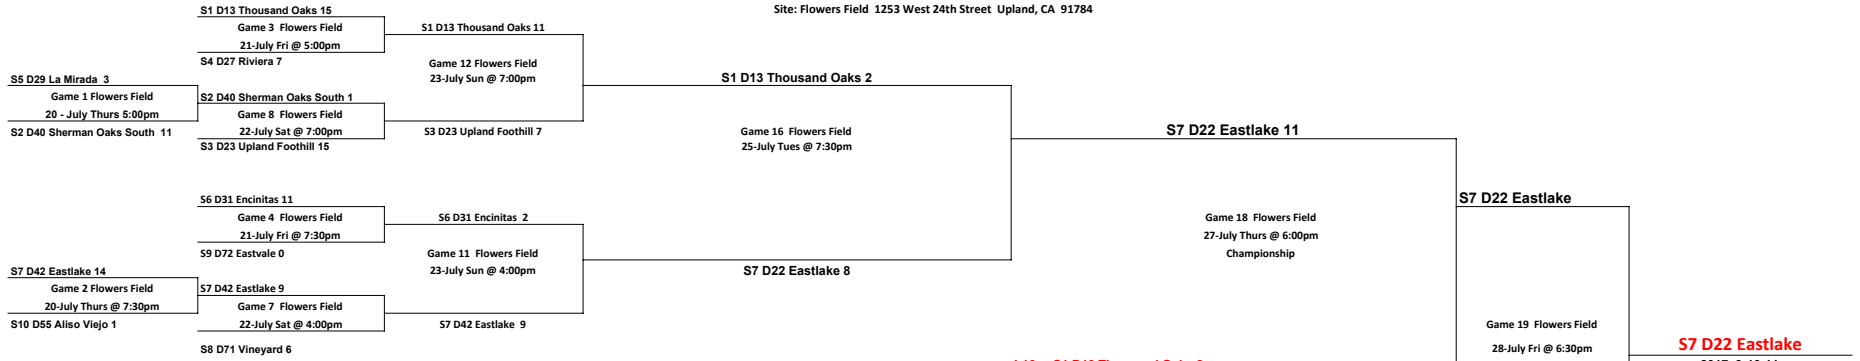 Site: Flowers Field 1253 West 24th Street Upland, CA 91784
S1 D13 Thousand Oaks 15
Game 3 Flowers Field
21-July Fri @ 5:00pm
S4 D27 Riviera 7
S1 D13 Thousand Oaks 11
Game 12 Flowers Field
23-July Sun @ 7:00pm
S5 D29 La Mirada 3
Game 1 Flowers Field
20 - July Thurs 5:00pm
S2 D40 Sherman Oaks South 11
S2 D40 Sherman Oaks South 1
Game 8 Flowers Field
22-July Sat @ 7:00pm
S3 D23 Upland Foothill 15
S3 D23 Upland Foothill 7
S1 D13 Thousand Oaks 2
Game 16 Flowers Field
25-July Tues @ 7:30pm
S7 D22 Eastlake 11
S6 D31 Encinitas 11
Game 4 Flowers Field
21-July Fri @ 7:30pm
S9 D72 Eastvale 0
S6 D31 Encinitas 2
Game 11 Flowers Field
23-July Sun @ 4:00pm
S7 D42 Eastlake 14
Game 2 Flowers Field
20-July Thurs @ 7:30pm
S10 D55 Aliso Viejo 1
S7 D42 Eastlake 9
Game 7 Flowers Field
22-July Sat @ 4:00pm
S8 D71 Vineyard 6
S7 D42 Eastlake 9
S7 D22 Eastlake 8
Game 18 Flowers Field
27-July Thurs @ 6:00pm
Championship
S7 D22 Eastlake
Game 19 Flowers Field
28-July Fri @ 6:30pm
S7 D22 Eastlake